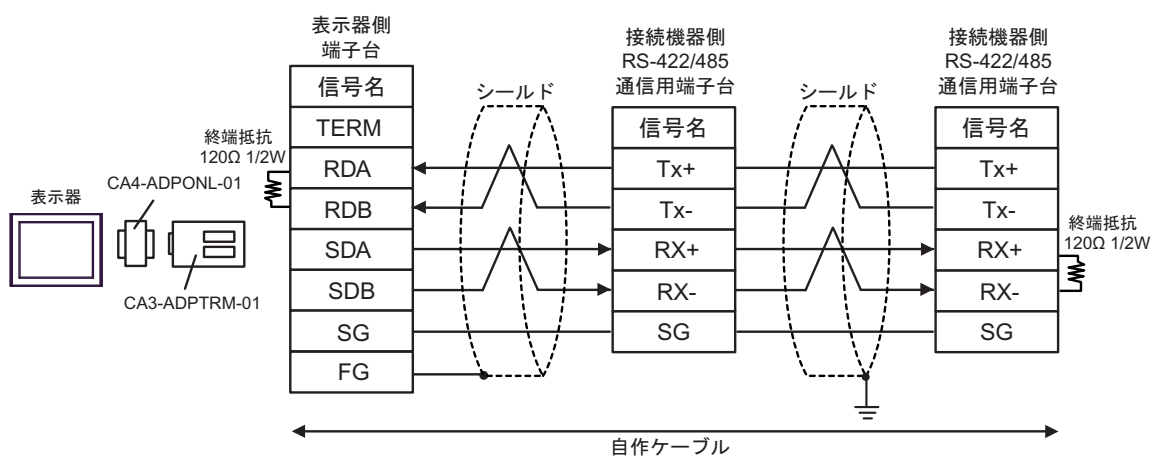 表示器側
端子台
信号名
TERM
RDA
RDB
SDA
SDB
SG
FG
終端抵抗
120Ω 1/2W
CA4-ADPONL-01
表示器
CA3-ADPTRM-01
シールド
接続機器側
RS-422/485
通信用端子台
信号名
Tx+
Tx-
RX+
RX-
SG
シールド
接続機器側
RS-422/485
通信用端子台
信号名
Tx+
Tx-
RX+
RX-
SG
終端抵抗
120Ω 1/2W
自作ケーブル